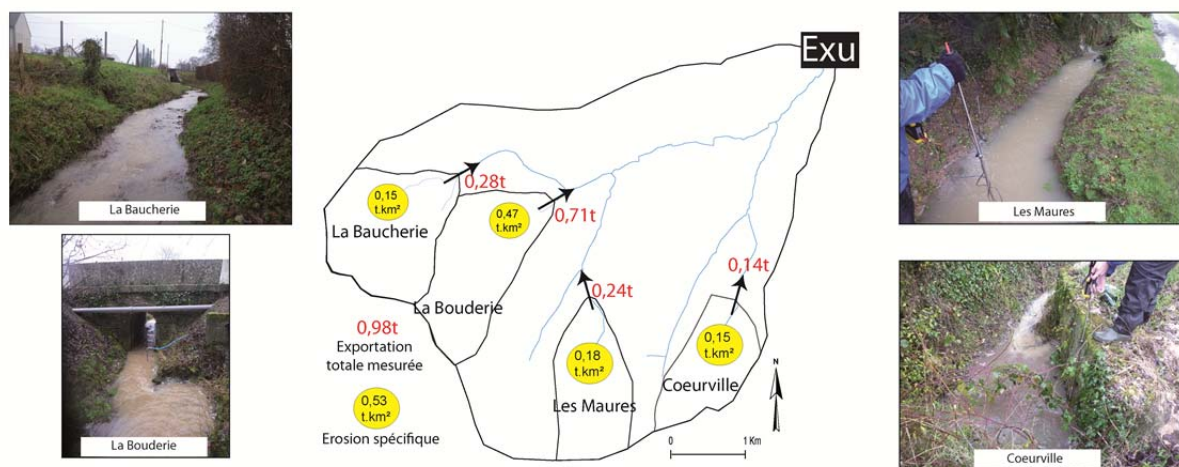 La Baucherie
La Bouderie
Exu
0,15
t.km²
La Baucherie
0,28t
0,47
t.km²
0,71t
La Bouderie
0,24t
0,14t
0,98t
Exportation
totale mesurée
0,53
t.km²
Erosion spécifique
0,18
t.km²
Les Maures
0,15
t.km²
Coeurville
N
0
1 Km
Les Maures
Coeurville